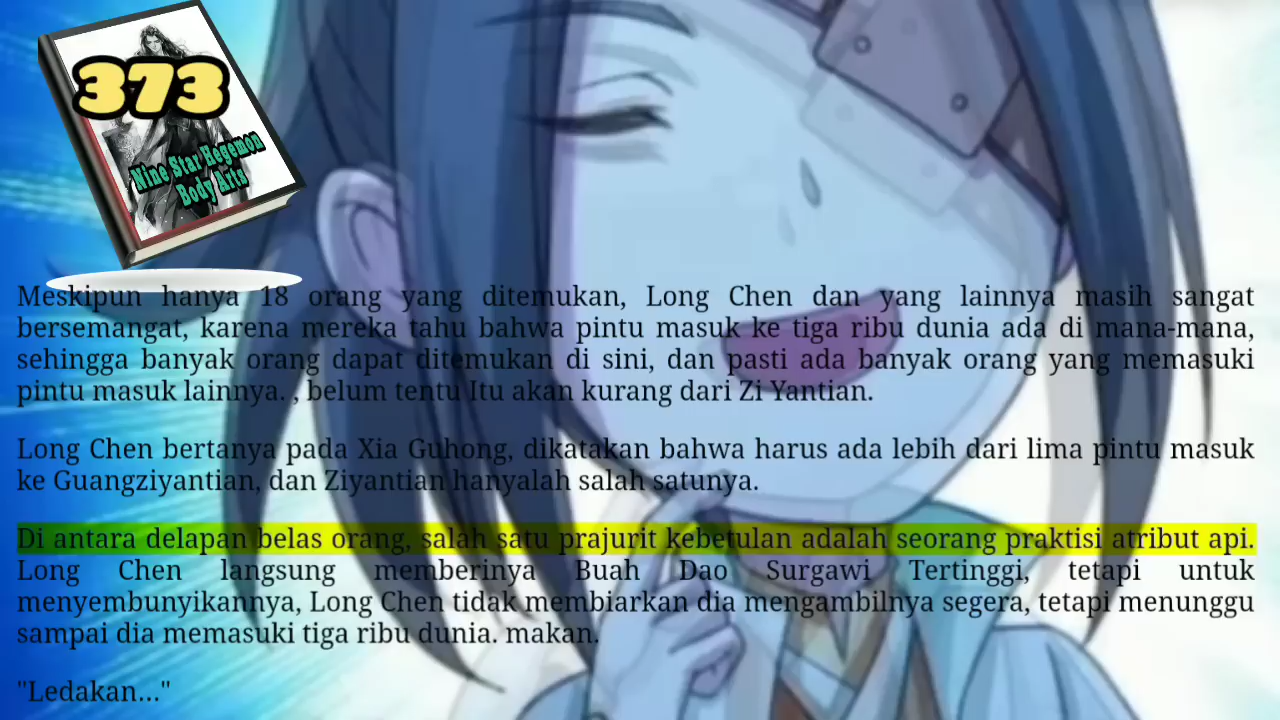 373
Nine Star Hegemon
Body Arts
Meskipun hanya 18 orang yang ditemukan, Long Chen dan yang lainnya masih sangat
bersemangat, karena mereka tahu bahwa pintu masuk ke tiga ribu dunia ada di mana-mana,
sehingga banyak orang dapat ditemukan di sini, dan pasti ada banyak orang yang memasuki
pintu masuk lainnya. , belum tentu Itu akan kurang dari Zi Yantian.
Long Chen bertanya pada Xia Guhong, dikatakan bahwa harus ada lebih dari lima pintu masuk
ke Guangziyantian, dan Ziyantian hanyalah salah satunya.
Di antara delapan belas orang, salah satu prajurit kebetulan adalah seorang praktisi atribut api.
Long Chen langsung memberinya Buah Dao Surgawi Tertinggi, tetapi untuk
menyembunyikannya, Long Chen tidak membiarkan dia mengambilnya segera, tetapi menunggu
sampai dia memasuki tiga ribu dunia. makan.
"Ledakan..."